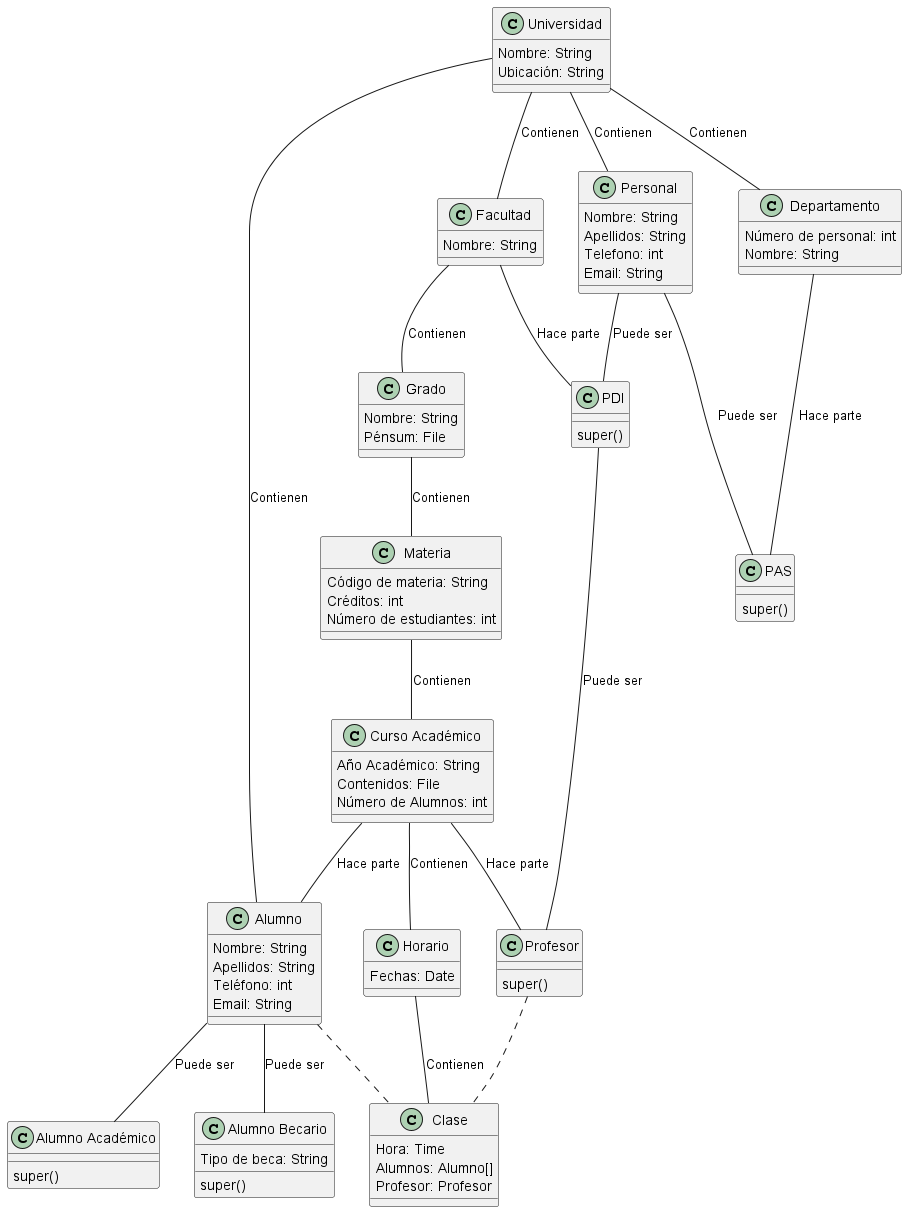 C Universidad
Nombre: String
Ubicación: String
Contienen
Contienen
Contienen
C Personal
Nombre: String
Apellidos: String
Telefono: int
Email: String
C Departamento
Número de personal: int
Nombre: String
C Facultad
Nombre: String
Contienen
Hace parte
Puede ser
Puede ser
Hace parte
C Grado
Nombre: String
Pénsum: File
C PDI
super()
Contienen
Contienen
C Materia
Código de materia: String
Créditos: int
Número de estudiantes: int
C PAS
super()
Contienen
Puede ser
C Curso Académico
Año Académico: String
Contenidos: File
Número de Alumnos: int
Hace parte
Contienen
Hace parte
C Alumno
Nombre: String
Apellidos: String
Teléfono: int
Email: String
C Horario
Fechas: Date
C Profesor
super()
Puede ser
Puede ser
Contienen
C Alumno Académico
super()
C Alumno Becario
Tipo de beca: String
super()
C Clase
Hora: Time
Alumnos: Alumno[]
Profesor: Profesor